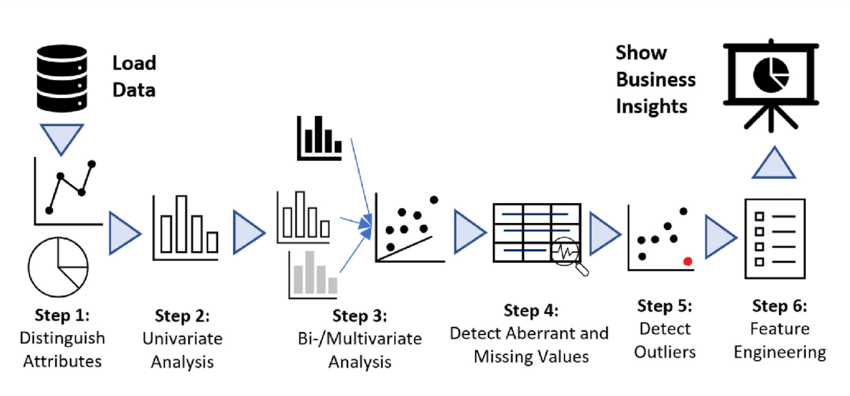 Load
Data
Show
Business
Insights
Step 1:
Distinguish
Attributes
Step 2:
Univariate
Analysis
Step 3:
Bi-/Multivariate
Analysis
Step 4:
Detect Aberrant and
Missing Values
Step 5:
Detect
Outliers
Step 6:
Feature
Engineering